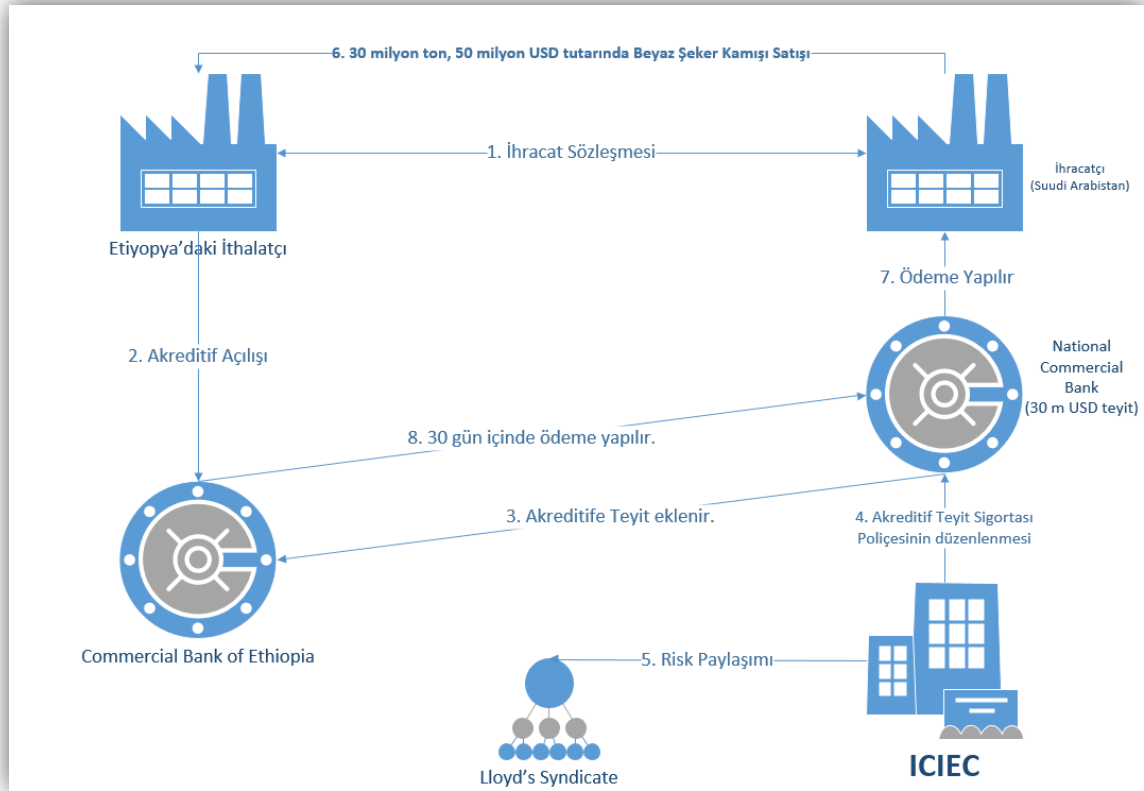 6. 30 milyon ton, 50 milyon USD tutarında Beyaz Şeker Kamışı Satışı
1. İhracat Sözleşmesi
İhracatçı
(Suudi Arabistan)
Etiyopya'daki İthalatçı
7. Ödeme Yapılır
2. Akreditif Açılışı
National
Commercial
Bank
(30 m USD teyit)
8. 30 gün içinde ödeme yapılır.
3. Akreditife Teyit eklenir.
4. Akreditif Teyit Sigortası
Poliçesinin düzenlenmesi
Commercial Bank of Ethiopia
5. Risk Paylaşımı
Lloyd's Syndicate
ICIEC